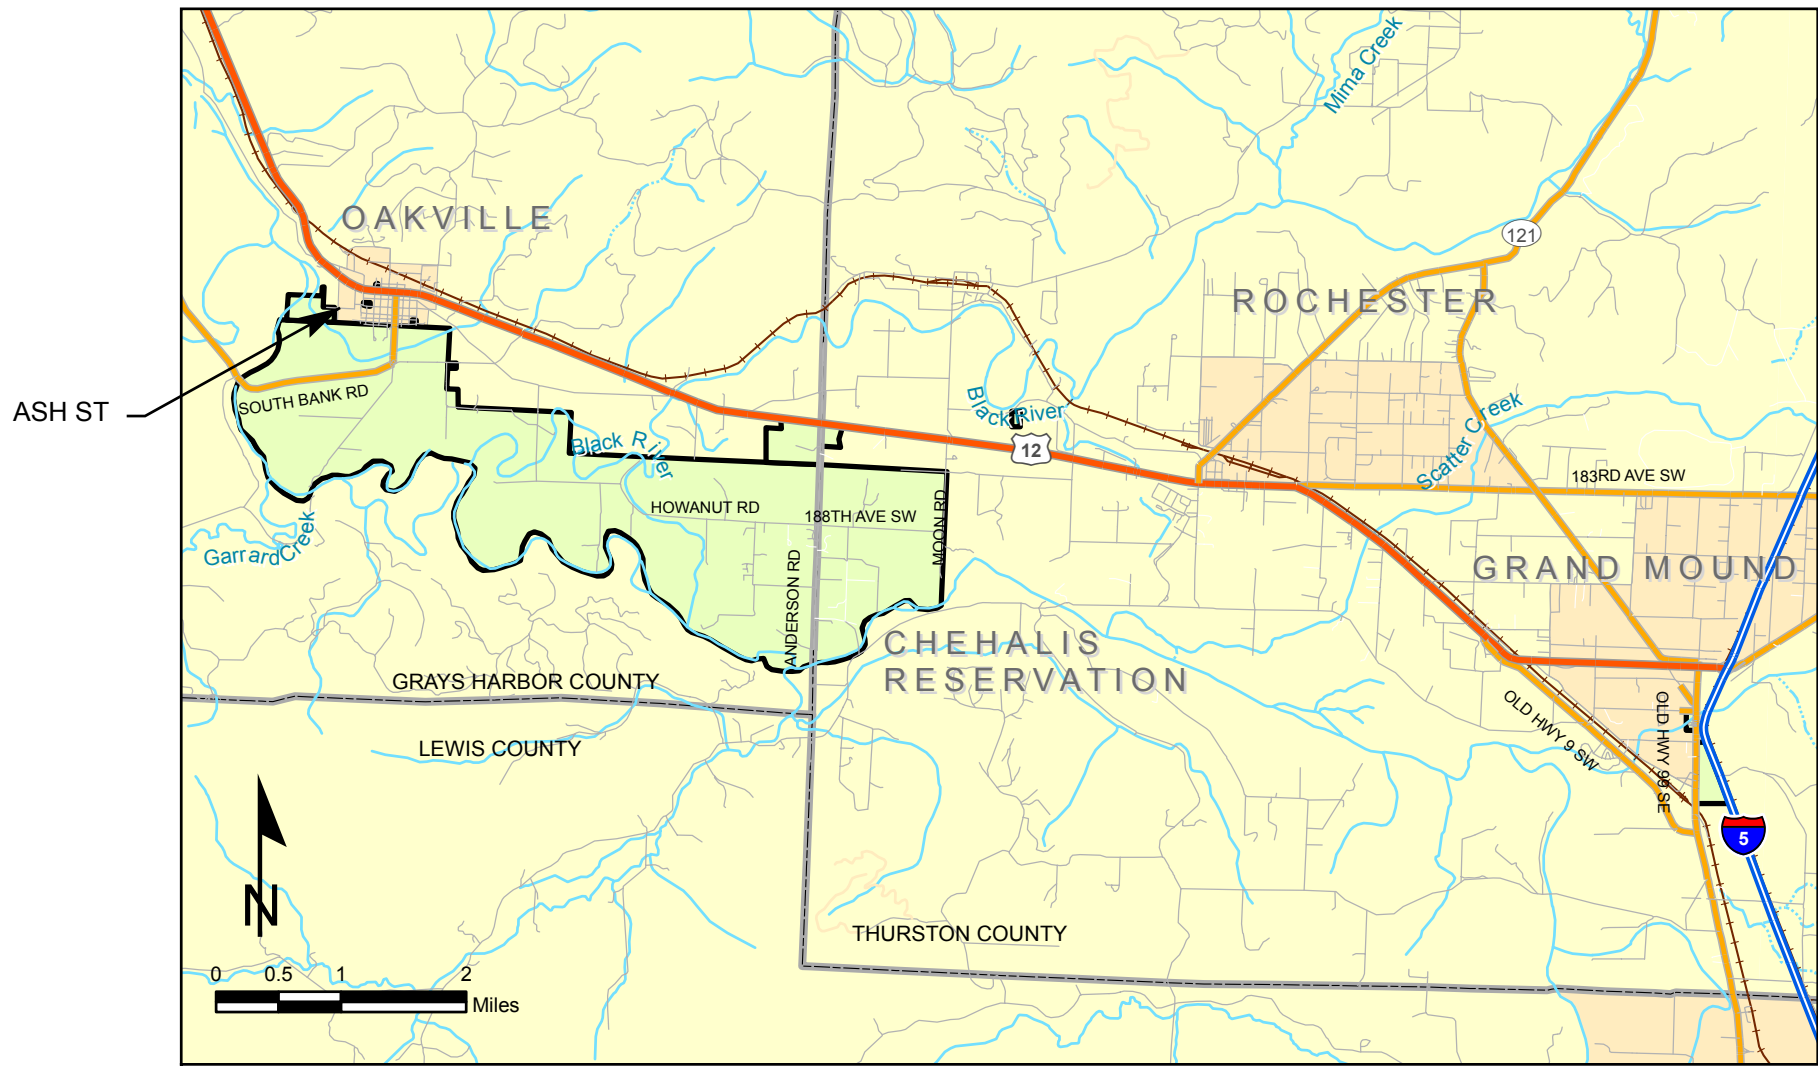 Mima Creek
OAKVILLE
121
ROCHESTER
ASH ST
SOUTH BANK RD
Black River
Black River
12
Scatter Creek
183RD AVE SW
HOWANUT RD
188TH AVE SW
MOON RD
Garrard Creek
ANDERSON RD
GRAND MOUND
CHEHALIS
RESERVATION
GRAYS HARBOR COUNTY
LEWIS COUNTY
OLD HWY 9 SW
OLD HWY 99 SE
5
N
THURSTON COUNTY
0 0.5 1 2
Miles